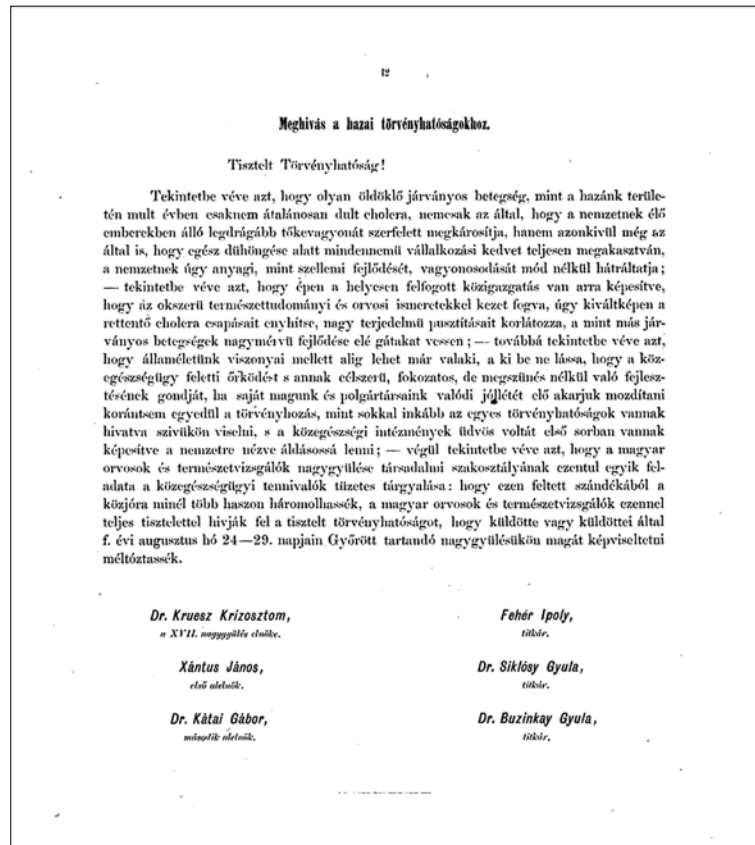 12
Meghivás a hazai törvényhatóságokhoz.
Tisztelt Törvényhatóság!
Tekintetbe véve azt, hogy olyan öldöklő járványos betegség, mint a hazánk terüle-
tén mult évben csaknem átalánosan dult cholera, nemcsak az által, hogy a nemzetnek élő
emberekben álló legdrágább tőkevagyonát szerfelett megkárosítja, hanem azonkivül még az
által is, hogy egész dühöngése alatt mindennemü vállalkozási kedvet teljesen megakasztván,
a nemzetnek úgy anyagi, mint szellemi fejlődését, vagyonosodását mód nélkül hátráltatja;
— tekintetbe véve azt, hogy épen a helyesen felfogott közigazgatás van arra képesítve,
hogy az okszerü természettudományi és orvosi ismeretekkel kezet fogva, úgy kiváltképen a
rettentő cholera csapásait enyhítse, nagy terjedelmü pusztításait korlátozza, a mint más jár-
ványos betegségek nagymérvü fejlődése elé gátakat vessen; — továbbá tekintetbe véve azt,
hogy államéletünk viszonyai mellett alig lehet már valaki, a ki be ne lássa, hogy a köz-
egészségügy feletti őrködést s annak célszerü, fokozatos, de megszünés nélkül való fejlesz-
tésének gondját, ha saját magunk és polgártársaink valódi jóllétét elő akarjuk mozdítani
korántsem egyedül a törvényhozás, mint sokkal inkább az egyes törvényhatóságok vannak
hivatva szivükön viselni, s a közegészségi intézmények üdvös voltát első sorban vannak
képesítve a nemzetre nézve áldásossá lenni; — végül tekintetbe véve azt, hogy a magyar
orvosok és természetvizsgálók nagygyülése társadalmi szakosztályának ezentul egyik fel-
adata a közegészségügyi tennivalók tüzetes tárgyalása: hogy ezen feltett szándékából a
közjóra minél több haszon háromolhassék, a magyar orvosok és természetvizsgálók ezennel
teljes tisztelettel hivják fel a tisztelt törvényhatóságot, hogy küldötte vagy küldöttei által
f. évi augusztus hó 24—29. napjain Győrött tartandó nagygyülésükön magát képviseltetni
méltóztassék.
Dr. Kruesz Krizosztom,
a XVII. nagygyülés elnöke.
Xántus János,
első alelnök.
Dr. Kátai Gábor,
második alelnök.
Fehér Ipoly,
titkár.
Dr. Siklósy Gyula,
titkár.
Dr. Buzinkay Gyula,
titkár.